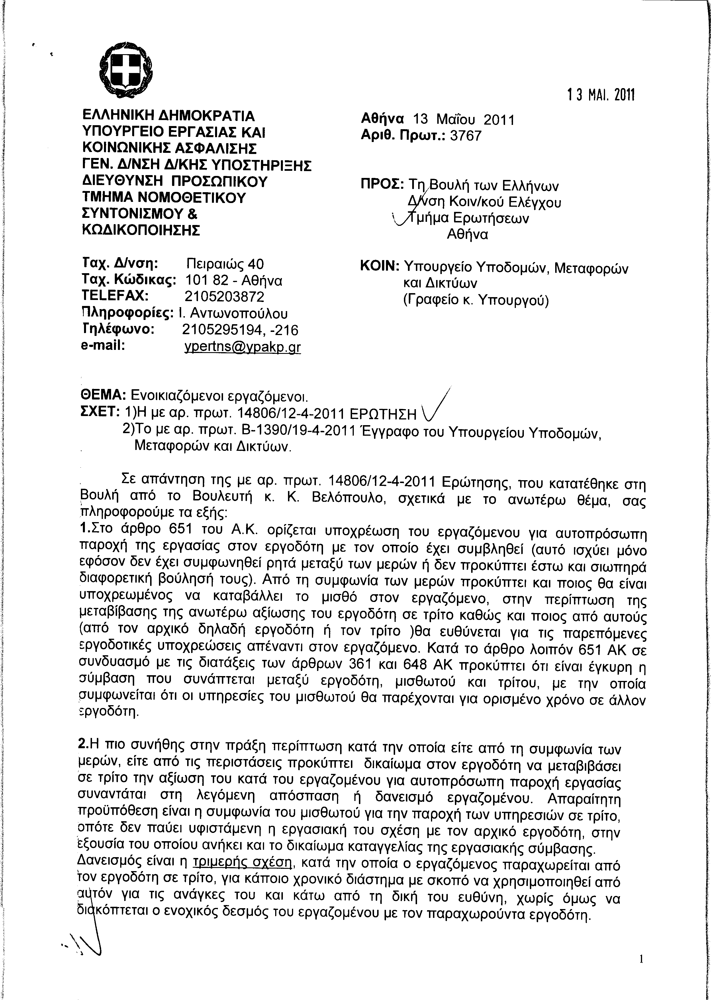 13 ΜΑΙ. 2011
ΕΛΛΗΝΙΚΗ ΔΗΜΟΚΡΑΤΙΑ
ΥΠΟΥΡΓΕΙΟ ΕΡΓΑΣΙΑΣ ΚΑΙ
ΚΟΙΝΩΝΙΚΗΣ ΑΣΦΑΛΙΣΗΣ
ΓΕΝ. Δ/ΝΣΗ Δ/ΚΗΣ ΥΠΟΣΤΗΡΙΞΗΣ
ΔΙΕΥΘΥΝΣΗ ΠΡΟΣΩΠΙΚΟΥ
ΤΜΗΜΑ ΝΟΜΟΘΕΤΙΚΟΥ
ΣΥΝΤΟΝΙΣΜΟΥ &
ΚΩΔΙΚΟΠΟΙΗΣΗΣ
Ταχ. Δ/νση: Πειραιώς 40
Ταχ. Κώδικας: 101 82 - Αθήνα
TELEFAX: 2105203872
Πληροφορίες: Ι. Αντωνοπούλου
Τηλέφωνο: 2105295194, -216
e-mail: ypertns@ypakp.gr
Αθήνα 13 Μαΐου 2011
Αριθ. Πρωτ.: 3767
ΠΡΟΣ: Τη Βουλή των Ελλήνων
Δ/νση Κοιν/κού Ελέγχου
Τμήμα Ερωτήσεων
Αθήνα
ΚΟΙΝ: Υπουργείο Υποδομών, Μεταφορών
και Δικτύων
(Γραφείο κ. Υπουργού)
ΘΕΜΑ: Ενοικιαζόμενοι εργαζόμενοι.
ΣΧΕΤ: 1)Η με αρ. πρωτ. 14806/12-4-2011 ΕΡΩΤΗΣΗ
2)Το με αρ. πρωτ. Β-1390/19-4-2011 Έγγραφο του Υπουργείου Υποδομών,
Μεταφορών και Δικτύων.
Σε απάντηση της με αρ. πρωτ. 14806/12-4-2011 Ερώτησης, που κατατέθηκε στη
Βουλή από το Βουλευτή κ. Κ. Βελόπουλο, σχετικά με το ανωτέρω θέμα, σας
πληροφορούμε τα εξής:
1.Στο άρθρο 651 του Α.Κ. ορίζεται υποχρέωση του εργαζόμενου για αυτοπρόσωπη
παροχή της εργασίας στον εργοδότη με τον οποίο έχει συμβληθεί (αυτό ισχύει μόνο
εφόσον δεν έχει συμφωνηθεί ρητά μεταξύ των μερών ή δεν προκύπτει έστω και σιωπηρά
διαφορετική βούλησή τους). Από τη συμφωνία των μερών προκύπτει και ποιος θα είναι
υποχρεωμένος να καταβάλλει το μισθό στον εργαζόμενο, στην περίπτωση της
μεταβίβασης της ανωτέρω αξίωσης του εργοδότη σε τρίτο καθώς και ποιος από αυτούς
(από τον αρχικό δηλαδή εργοδότη ή τον τρίτο )θα ευθύνεται για τις παρεπόμενες
εργοδοτικές υποχρεώσεις απέναντι στον εργαζόμενο. Κατά το άρθρο λοιπόν 651 ΑΚ σε
συνδυασμό με τις διατάξεις των άρθρων 361 και 648 ΑΚ προκύπτει ότι είναι έγκυρη η
σύμβαση που συνάπτεται μεταξύ εργοδότη, μισθωτού και τρίτου, με την οποία
συμφωνείται ότι οι υπηρεσίες του μισθωτού θα παρέχονται για ορισμένο χρόνο σε άλλον
εργοδότη.
2.Η πιο συνήθης στην πράξη περίπτωση κατά την οποία είτε από τη συμφωνία των
μερών, είτε από τις περιστάσεις προκύπτει δικαίωμα στον εργοδότη να μεταβιβάσει
σε τρίτο την αξίωση του κατά του εργαζομένου για αυτοπρόσωπη παροχή εργασίας
συναντάται στη λεγόμενη απόσπαση ή δανεισμό εργαζομένου. Απαραίτητη
προϋπόθεση είναι η συμφωνία του μισθωτού για την παροχή των υπηρεσιών σε τρίτο,
οπότε δεν παύει υφιστάμενη η εργασιακή του σχέση με τον αρχικό εργοδότη, στην
εξουσία του οποίου ανήκει και το δικαίωμα καταγγελίας της εργασιακής σύμβασης.
Δανεισμός είναι η τριμερής σχέση, κατά την οποία ο εργαζόμενος παραχωρείται από
τον εργοδότη σε τρίτο, για κάποιο χρονικό διάστημα με σκοπό να χρησιμοποιηθεί από
αυτόν για τις ανάγκες του και κάτω από τη δική του ευθύνη, χωρίς όμως να
διακόπτεται ο ενοχικός δεσμός του εργαζομένου με τον παραχωρούντα εργοδότη.
1